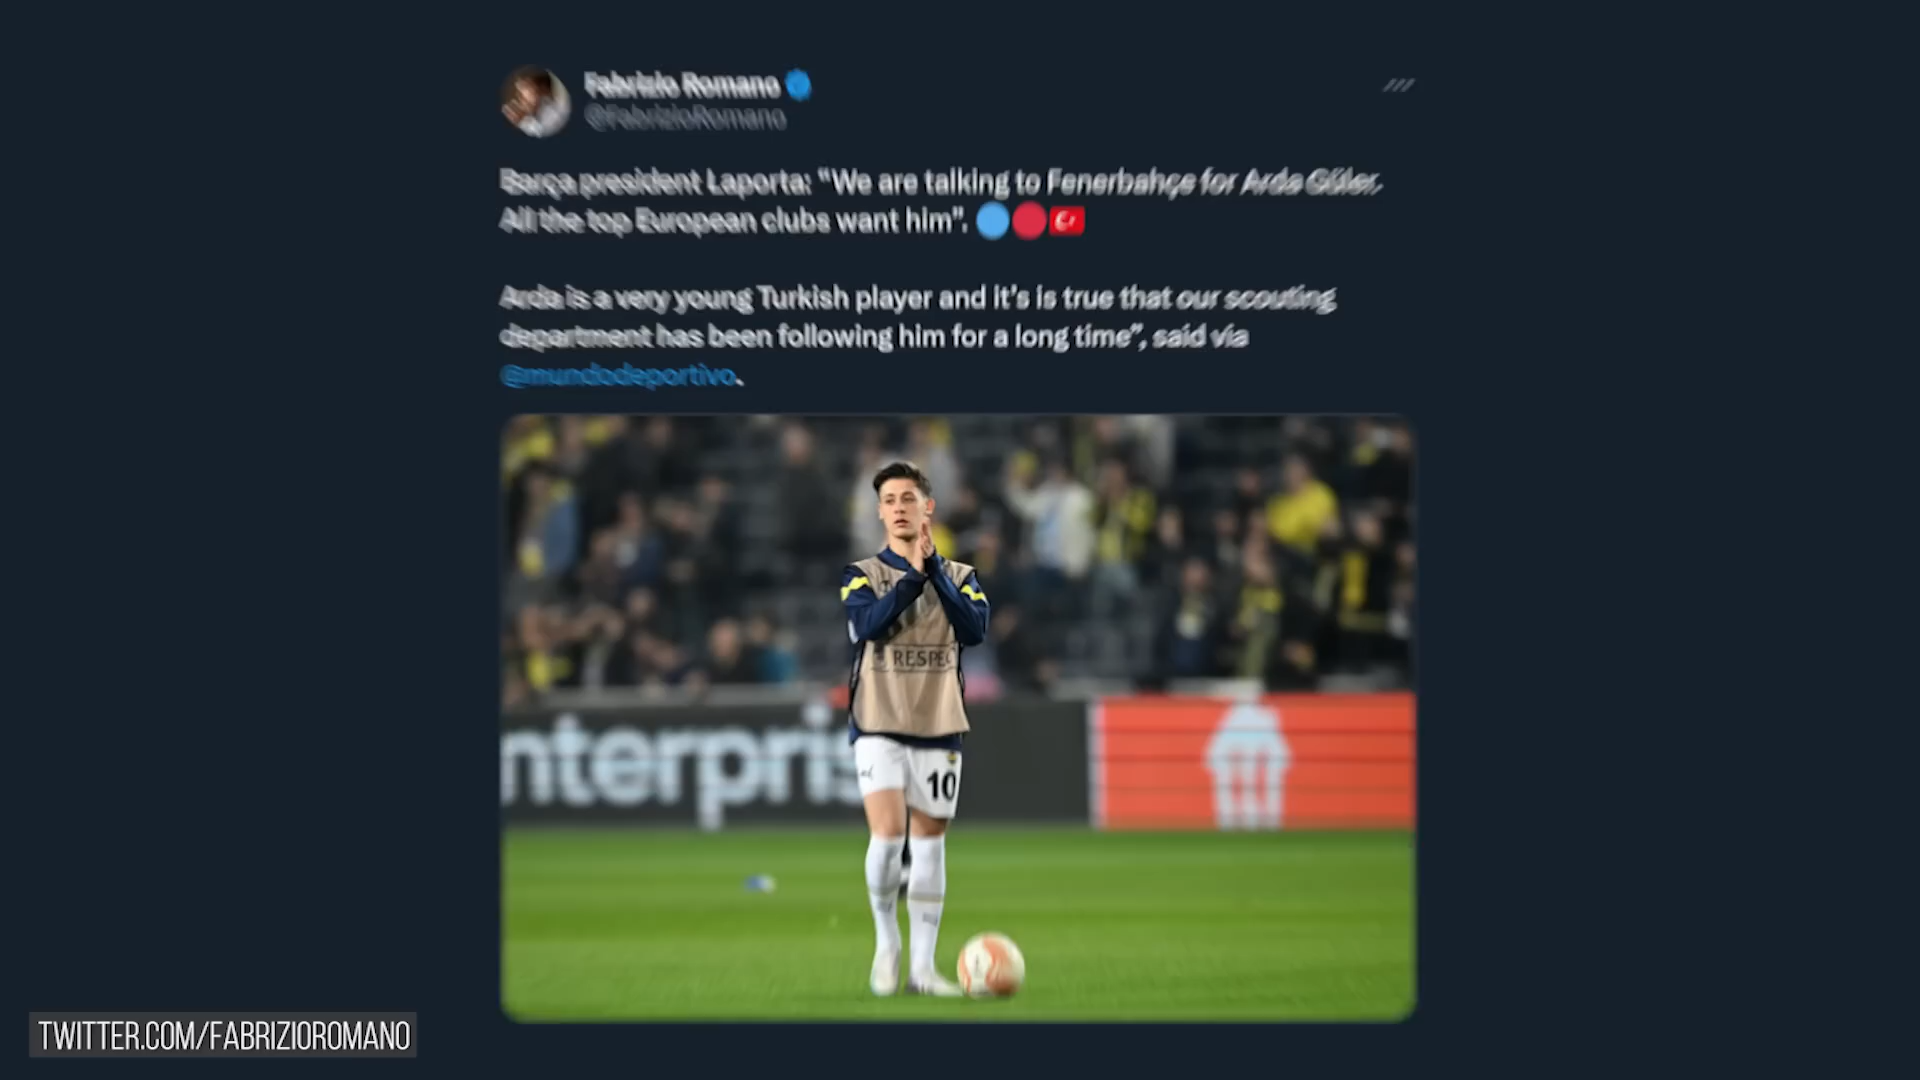 Fabrizio Romano
@FabrizioRomano
Barça president Laporta: “We are talking to Fenerbahçe for Arda Güler.
All the top European clubs want him”.
Arda is a very young Turkish player and it’s is true that our scouting
department has been following him for a long time”, said via
@mundodeportivo.
RESPEC
nterpris
10
TWITTER.COM/FABRIZIOROMANO